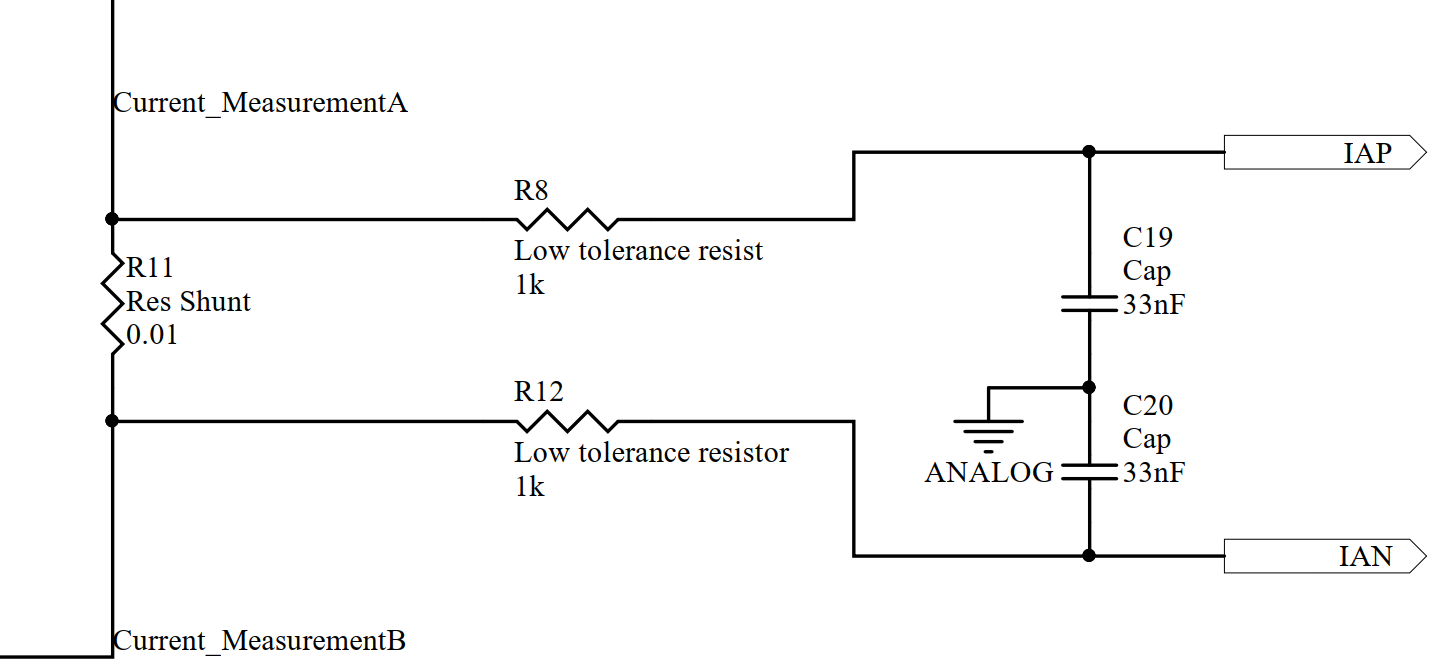 Current_MeasurementA
IAP
R8
Low tolerance resist
1k
C19
Cap
33nF
R11
Res Shunt
0.01
R12
Low tolerance resistor
1k
C20
Cap
33nF
ANALOG
IAN
Current_MeasurementB